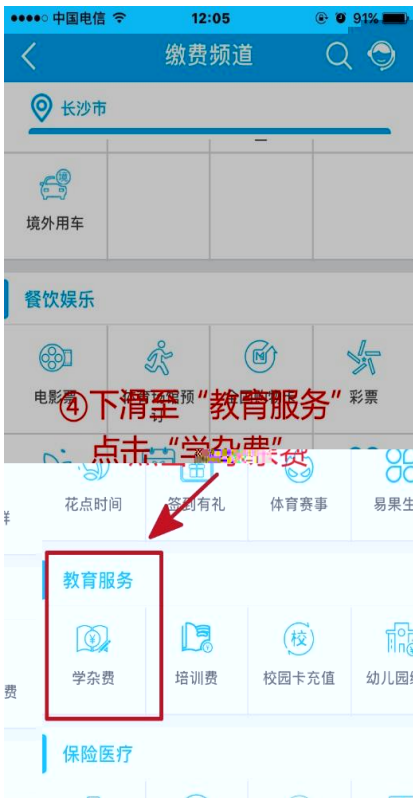 中国电信 12:05 91%
缴费频道
长沙市
境外用车
餐饮娱乐
电影票 彩票
④下滑至“教育服务”
点击“学杂费”
花点时间 签到有礼 体育赛事 易果生
教育服务
学杂费 培训费 校园卡充值 幼儿园
费
保险医疗